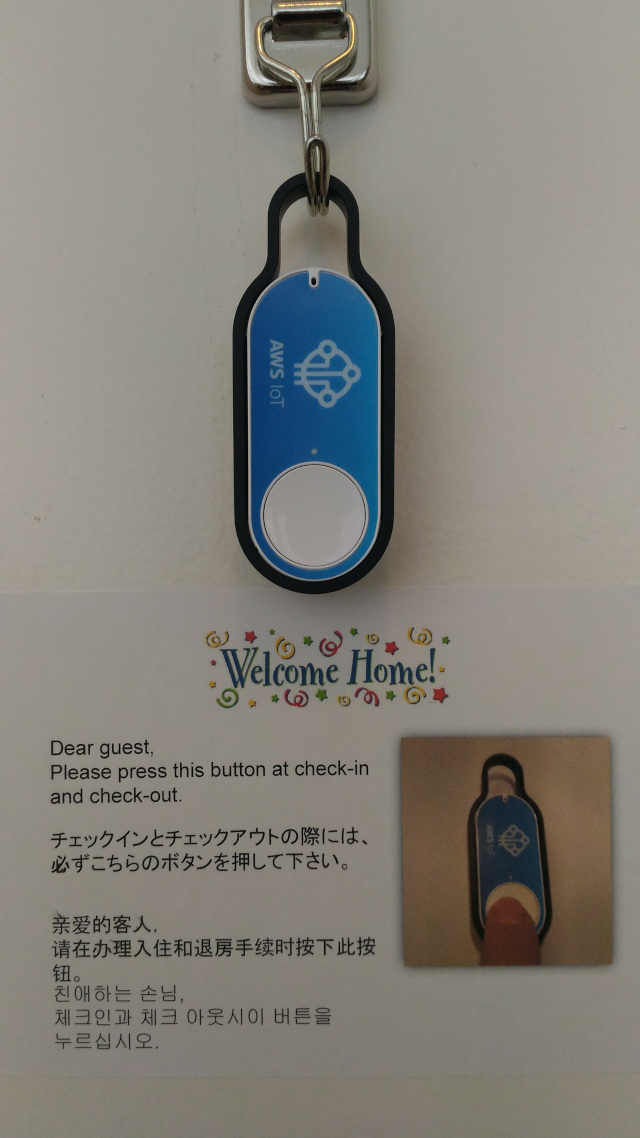 AWS IoT
Welcome Home!
Dear guest,
Please press this button at check-in
and check-out.
チェックインとチェックアウトの際には、
必ずこちらのボタンを押して下さい。
亲爱的客人,
请在办理入住和退房手续时按下此按
钮。
친애하는 손님,
체크인과 체크 아웃시이 버튼을
누르십시오.
AWS IoT